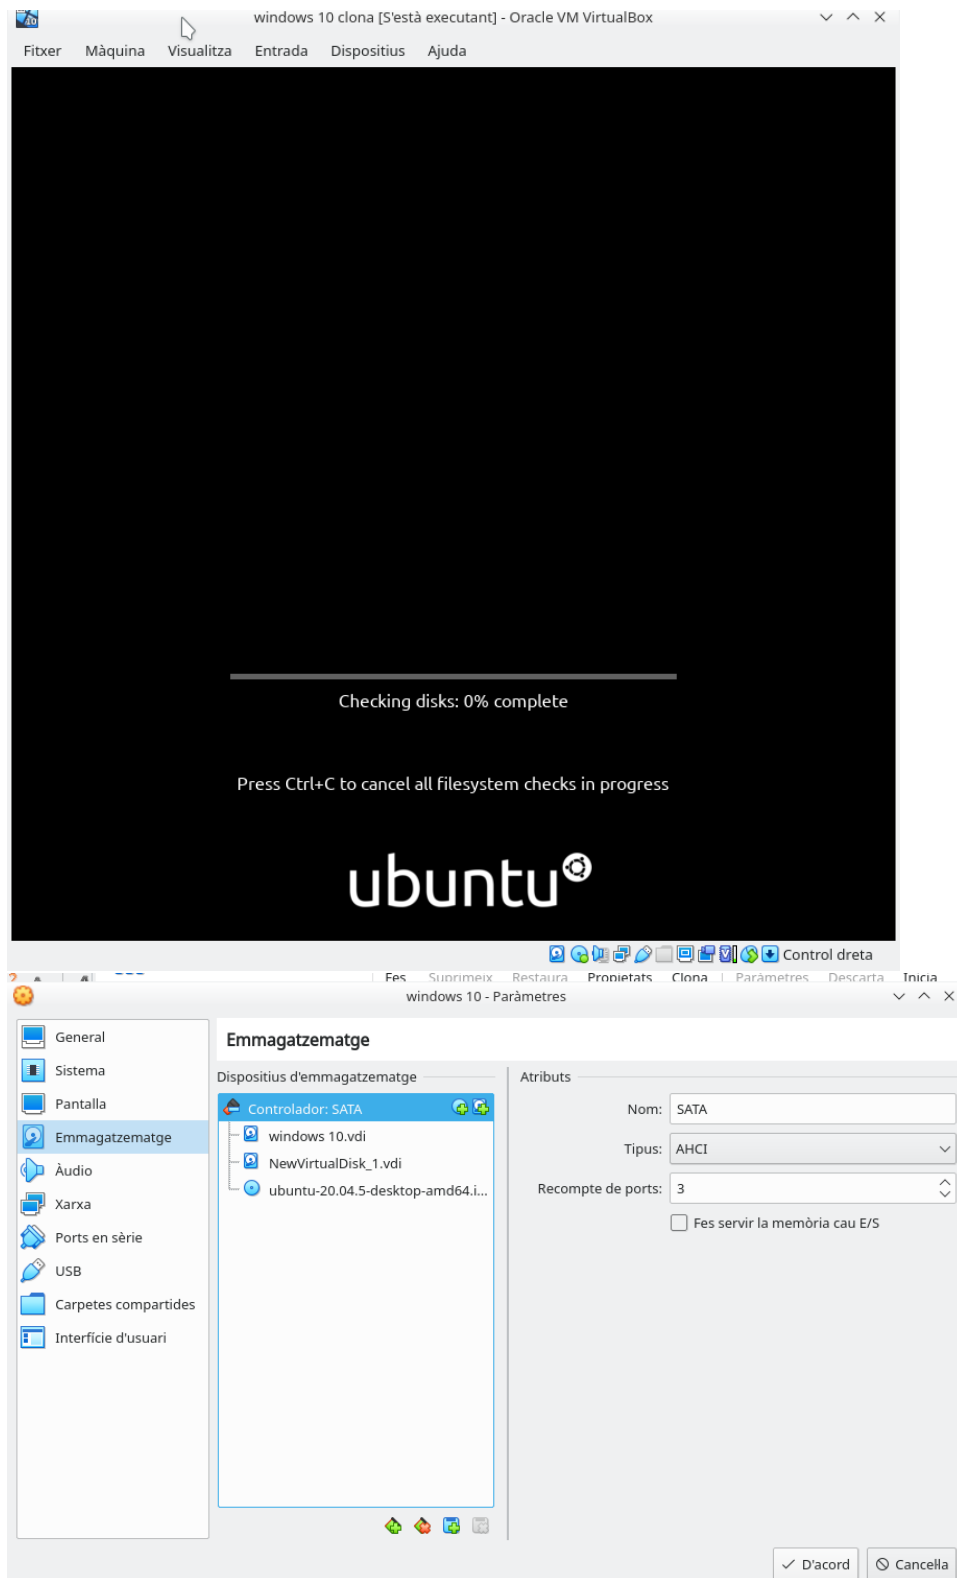 windows 10 clona [S'està executant] - Oracle VM VirtualBox
Fitxer Màquina Visualitza Entrada Dispositius Ajuda
Checking disks: 0% complete
Press Ctrl+C to cancel all filesystem checks in progress
ubuntu
Control dreta
Fes Suprimeix Restaura Propietats Clona Paràmetres Descarta Inicia
windows 10 - Paràmetres
General
Sistema
Pantalla
Emmagatzematge
Àudio
Xarxa
Ports en sèrie
USB
Carpetes compartides
Interfície d'usuari
Emmagatzematge
Dispositius d'emmagatzematge
Controlador: SATA
windows 10.vdi
NewVirtualDisk_1.vdi
ubuntu-20.04.5-desktop-amd64.i...
Atributs
Nom: SATA
Tipus: AHCI
Recompte de ports: 3
Fes servir la memòria cau E/S
D'acord Cancel·la